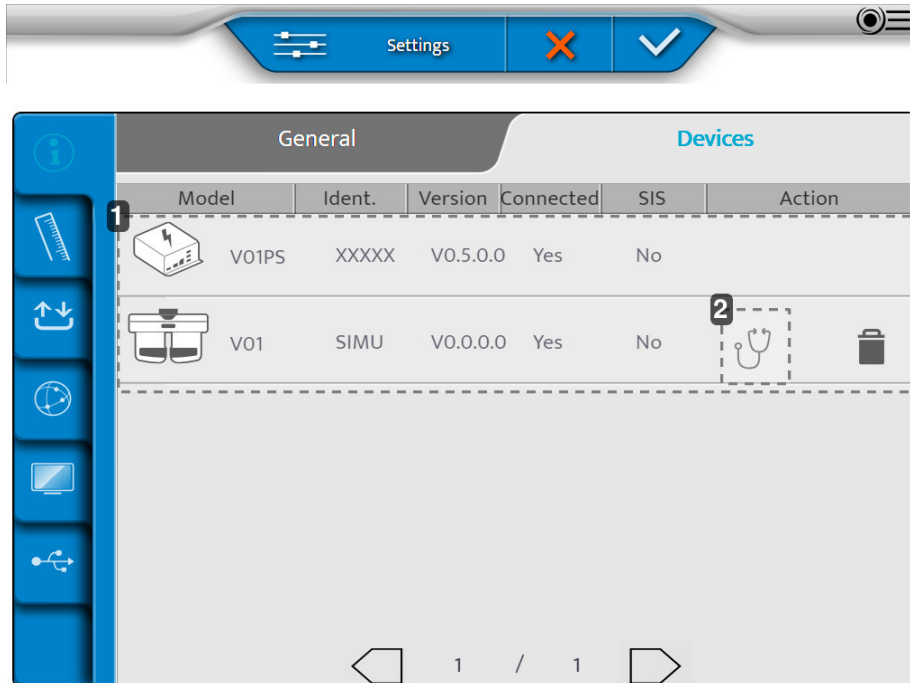 Settings
General Devices
Model Ident. Version Connected SIS Action
1
V01PS XXXXX V0.5.0.0 Yes No
2
V01 SIMU V0.0.0.0 Yes No
1 / 1